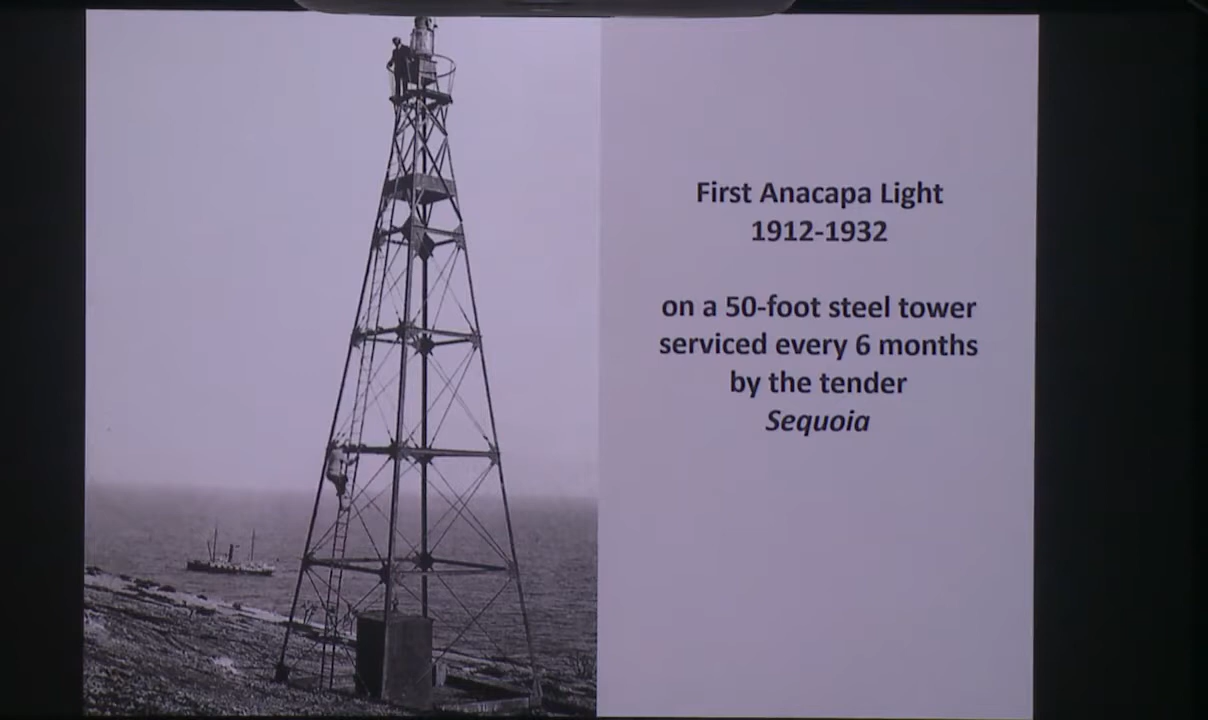 First Anacapa Light
1912-1932
on a 50-foot steel tower
serviced every 6 months
by the tender
Sequoia